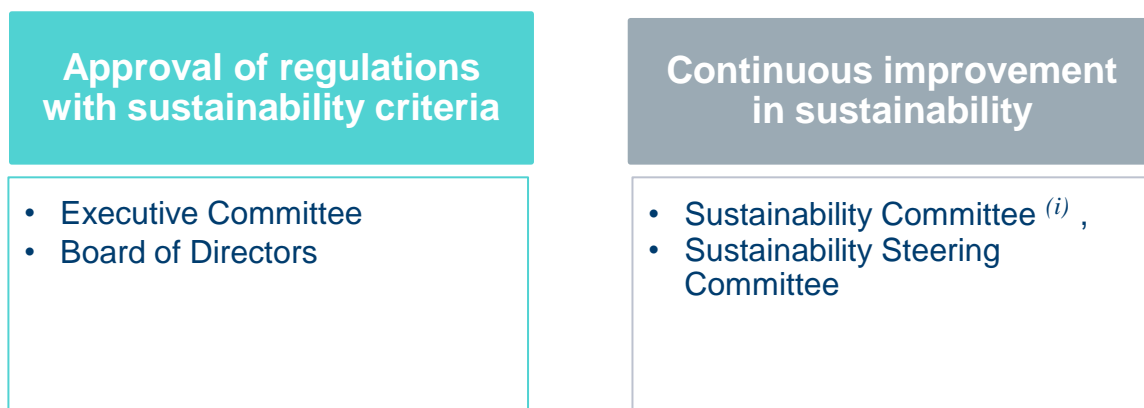 Approval of regulations
with sustainability criteria
• Executive Committee
• Board of Directors
Continuous improvement
in sustainability
• Sustainability Committee (i) ,
• Sustainability Steering
Committee